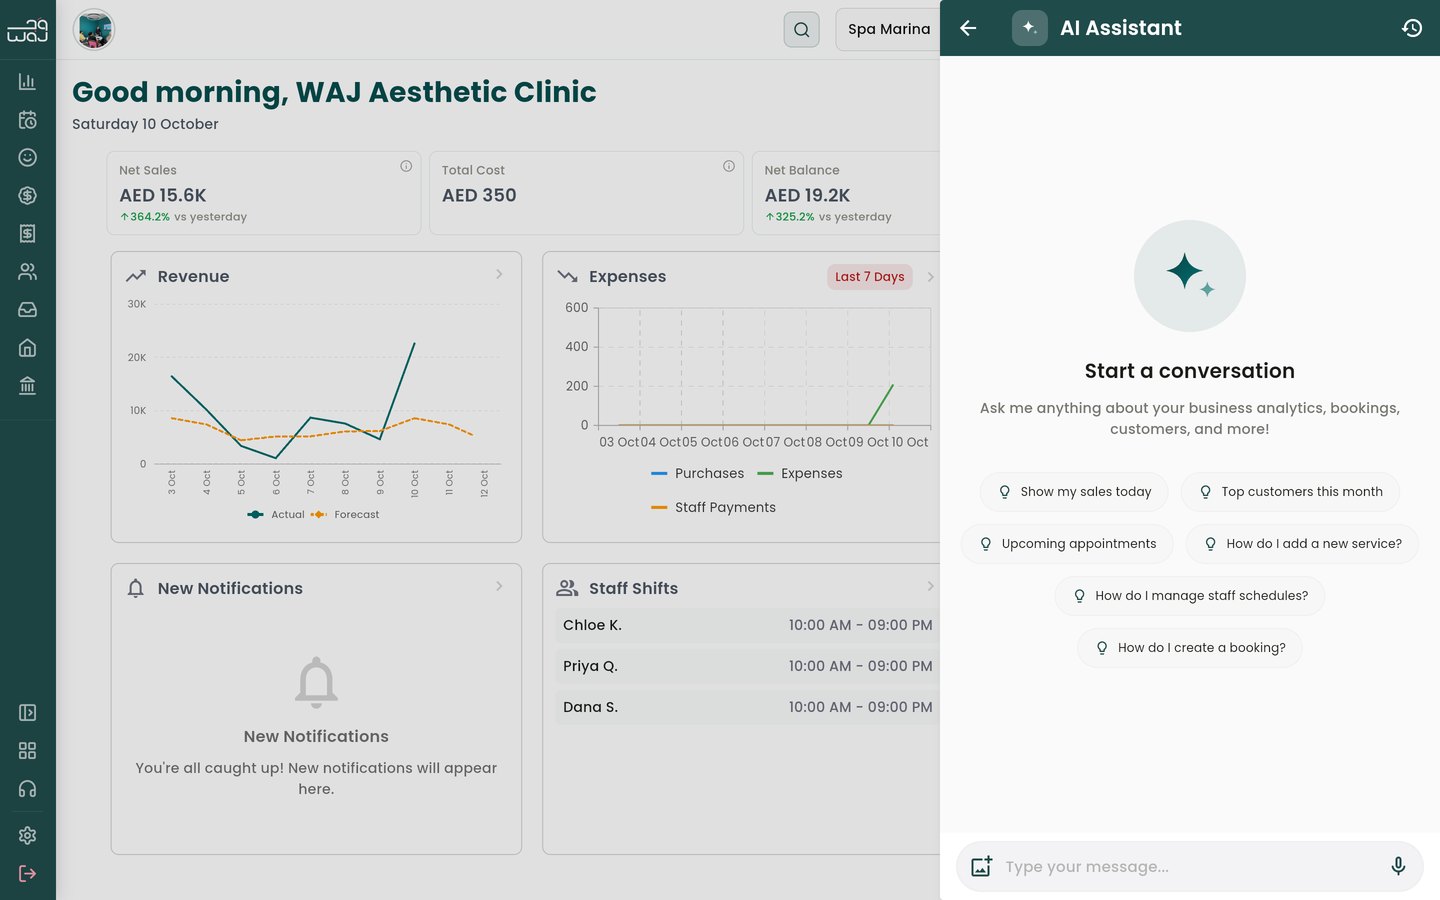 waj
Spa Marina
Good morning, WAJ Aesthetic Clinic
Saturday 10 October
Net Sales
AED 15.6K
↑364.2% vs yesterday
Total Cost
AED 350
Net Balance
AED 19.2K
↑325.2% vs yesterday
Revenue
30K
20K
10K
0
3 Oct
4 Oct
5 Oct
6 Oct
7 Oct
8 Oct
9 Oct
10 Oct
11 Oct
12 Oct
Actual
Forecast
Expenses
Last 7 Days
600
400
200
0
03 Oct
04 Oct
05 Oct
06 Oct
07 Oct
08 Oct
09 Oct
10 Oct
Purchases
Expenses
Staff Payments
New Notifications
New Notifications
You're all caught up! New notifications will appear
here.
Staff Shifts
Chloe K.
10:00 AM - 09:00 PM
Priya Q.
10:00 AM - 09:00 PM
Dana S.
10:00 AM - 09:00 PM
AI Assistant
Start a conversation
Ask me anything about your business analytics, bookings,
customers, and more!
Show my sales today
Top customers this month
Upcoming appointments
How do I add a new service?
How do I manage staff schedules?
How do I create a booking?
Type your message...